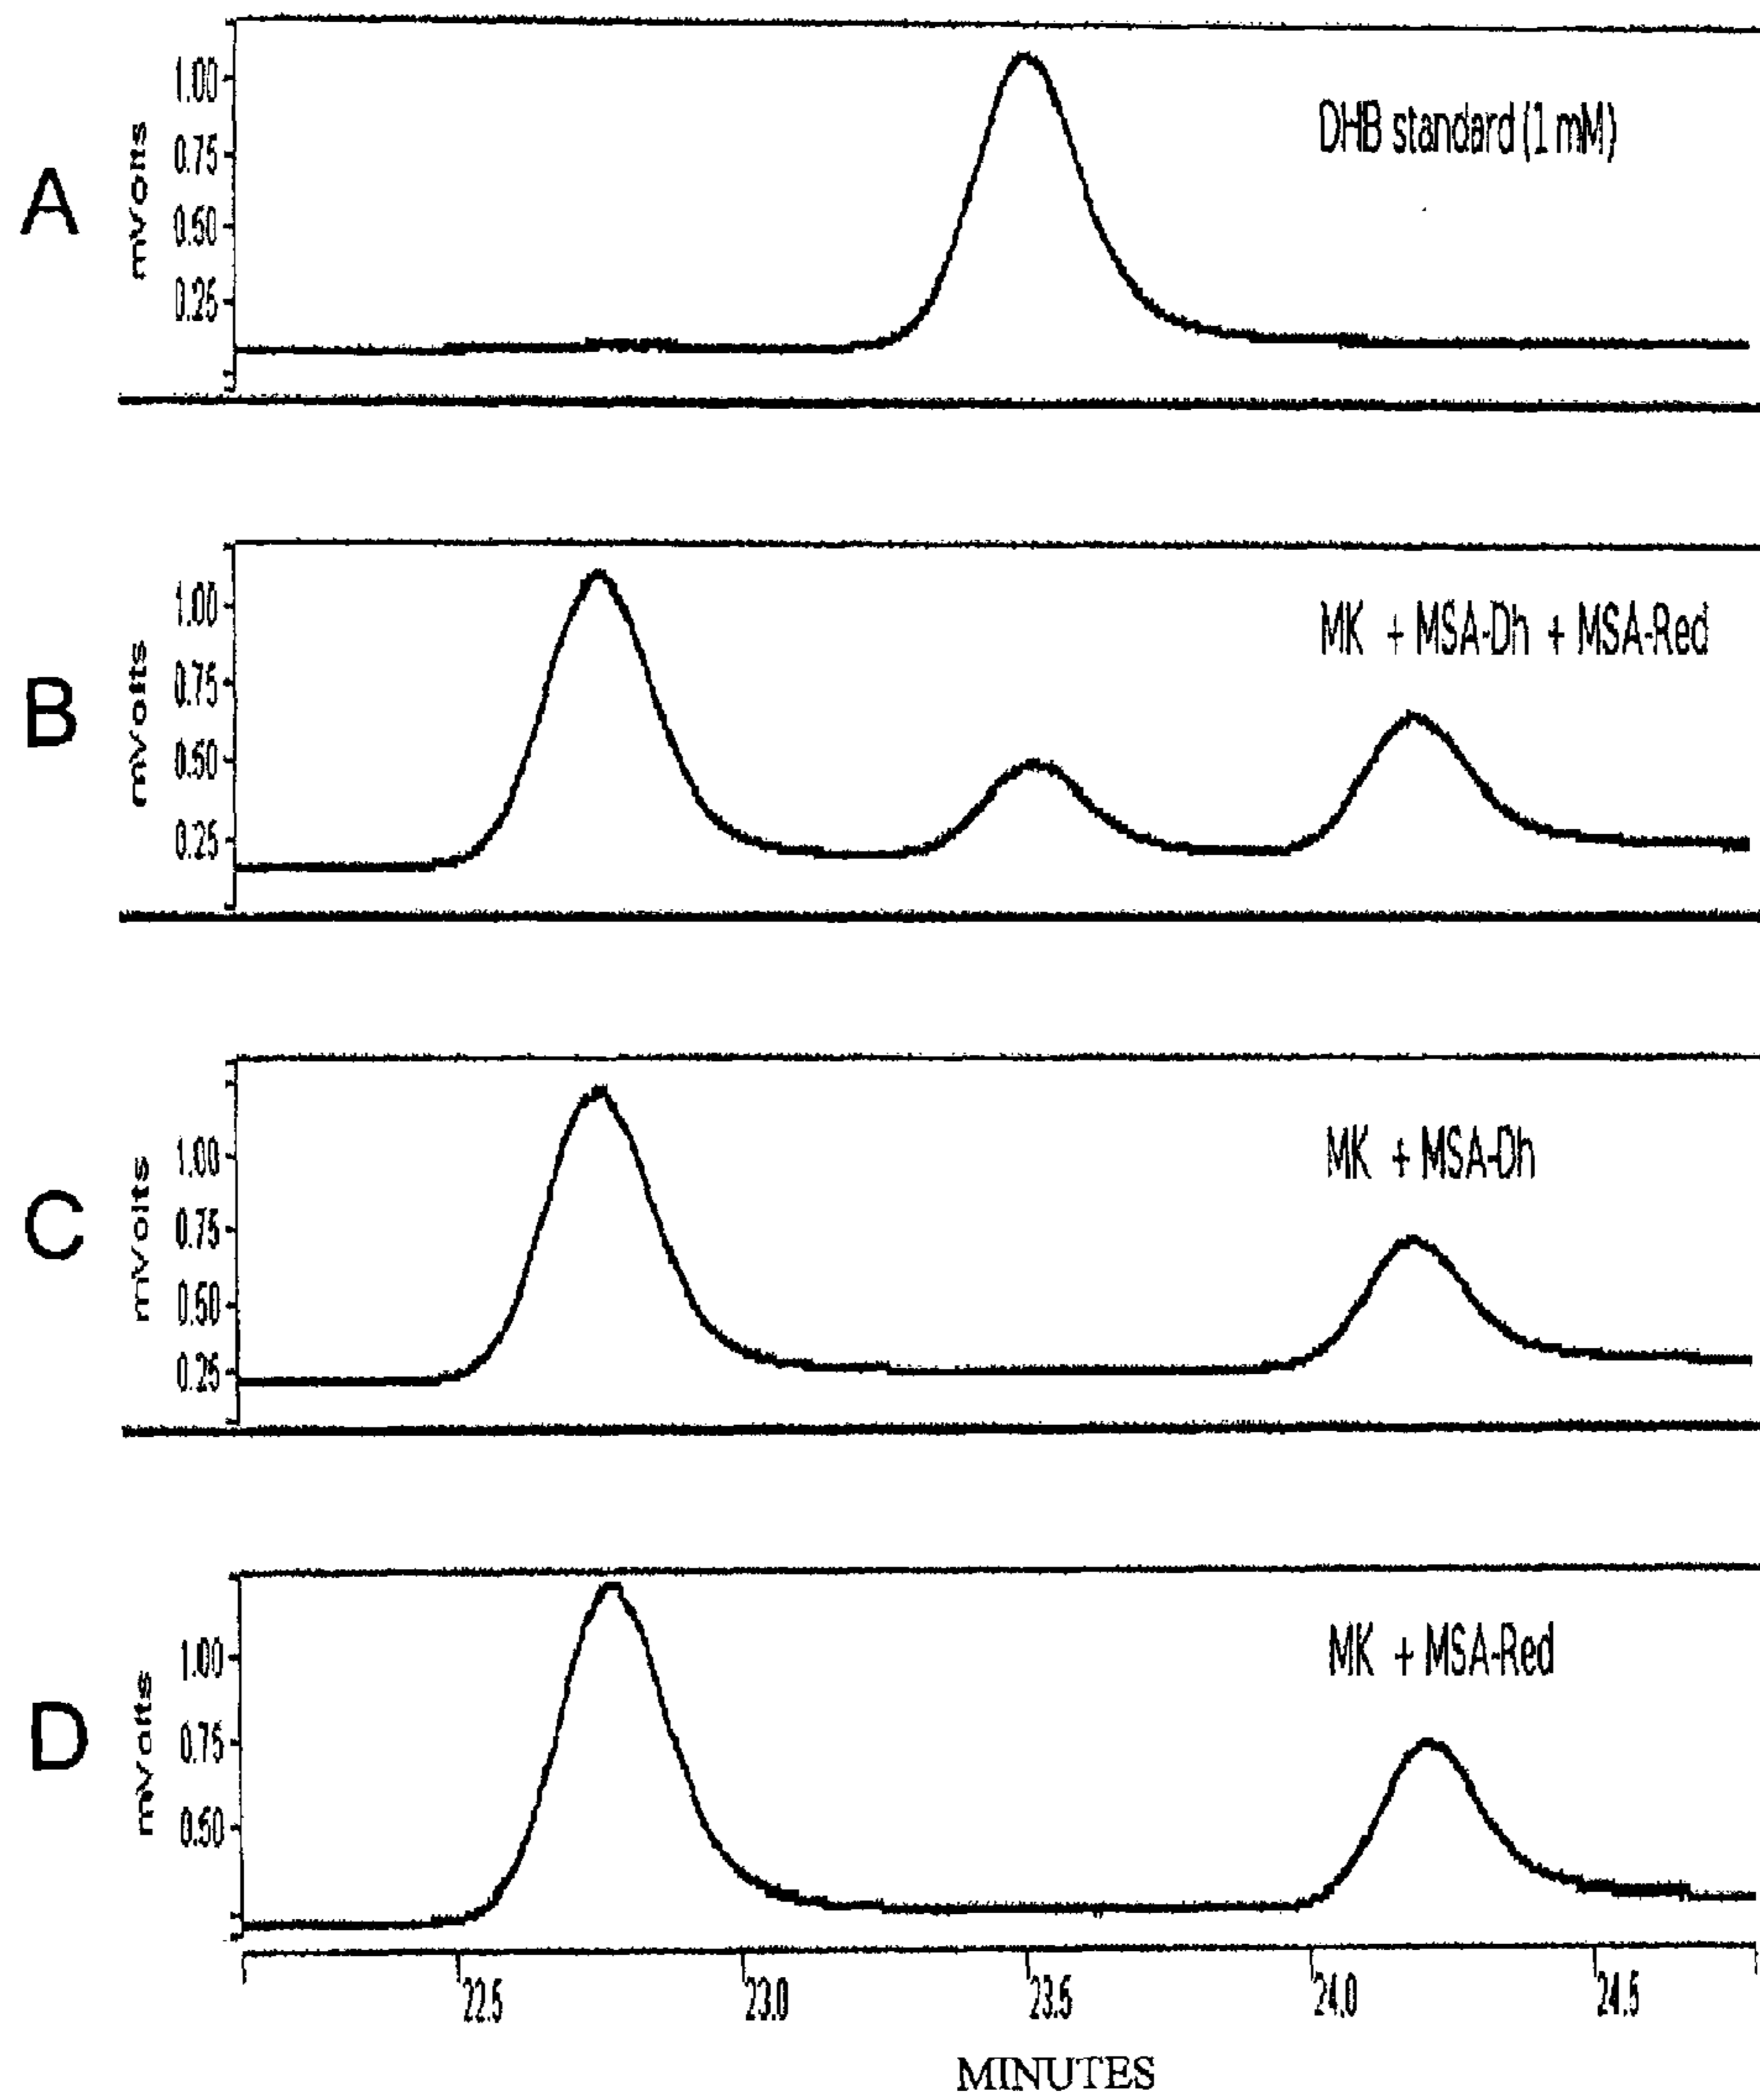 A
mVolts
1.00
0.75
0.50
0.25
DHB standard (1 mM)
B
mVolts
1.00
0.75
0.50
0.25
MK + MSA-Dh + MSA-Red
C
mVolts
1.00
0.75
0.50
0.25
MK + MSA-Dh
D
mVolts
1.00
0.75
0.50
MK + MSA-Red
22.5 23.0 23.5 24.0 24.5
MINUTES